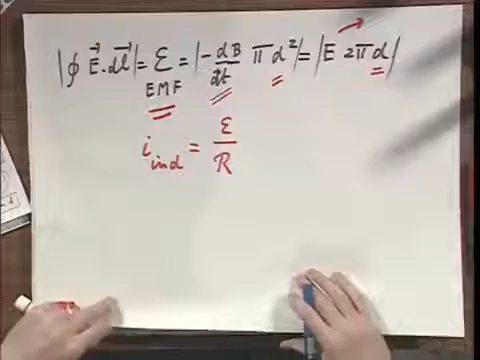 |∮ E⃗·dl⃗| = ℰ = |-dB/dt πd²| = |E 2πd|
EMF
i_ind = ℰ/R